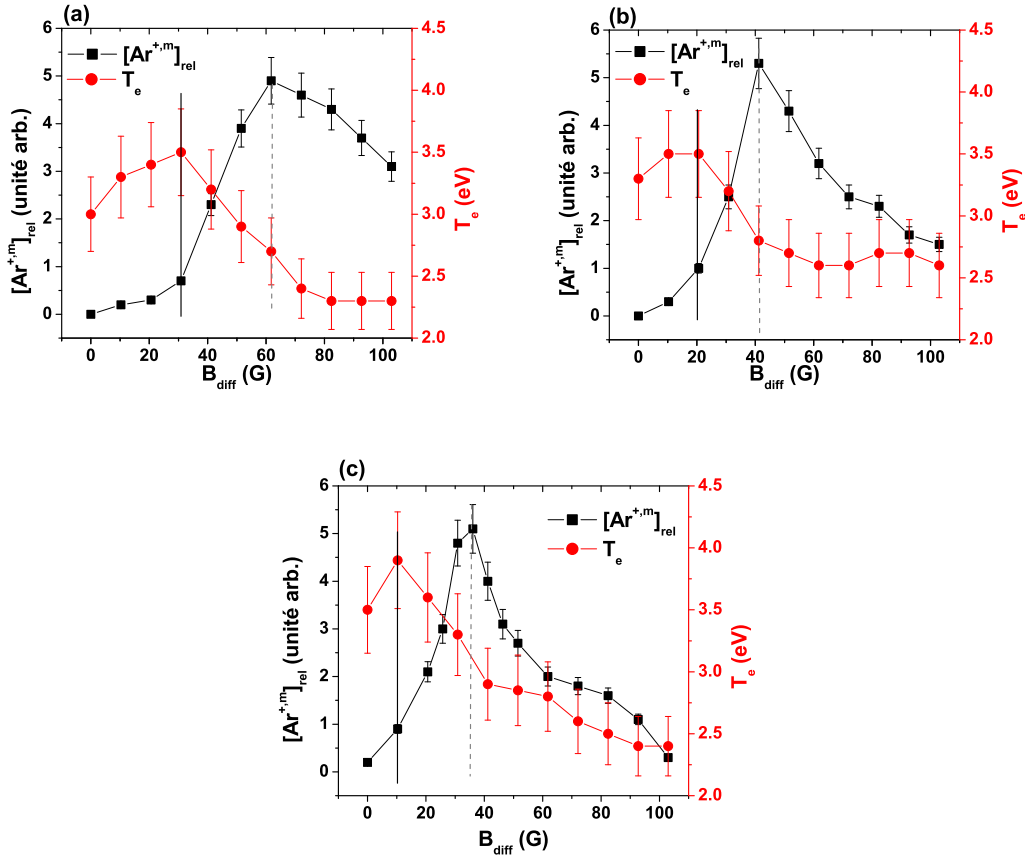 (a)
[Ar+,m]rel
Te
[Ar+,m]rel (unité arb.)
6
5
4
3
2
1
0
4.5
4.0
3.5
3.0
2.5
2.0
Te (eV)
0 20 40 60 80 100
Bdiff (G)
(b)
[Ar+,m]rel
Te
[Ar+,m]rel (unité arb.)
6
5
4
3
2
1
0
4.5
4.0
3.5
3.0
2.5
2.0
Te (eV)
0 20 40 60 80 100
Bdiff (G)
(c)
[Ar+,m]rel
Te
[Ar+,m]rel (unité arb.)
6
5
4
3
2
1
0
4.5
4.0
3.5
3.0
2.5
2.0
Te (eV)
0 20 40 60 80 100
Bdiff (G)